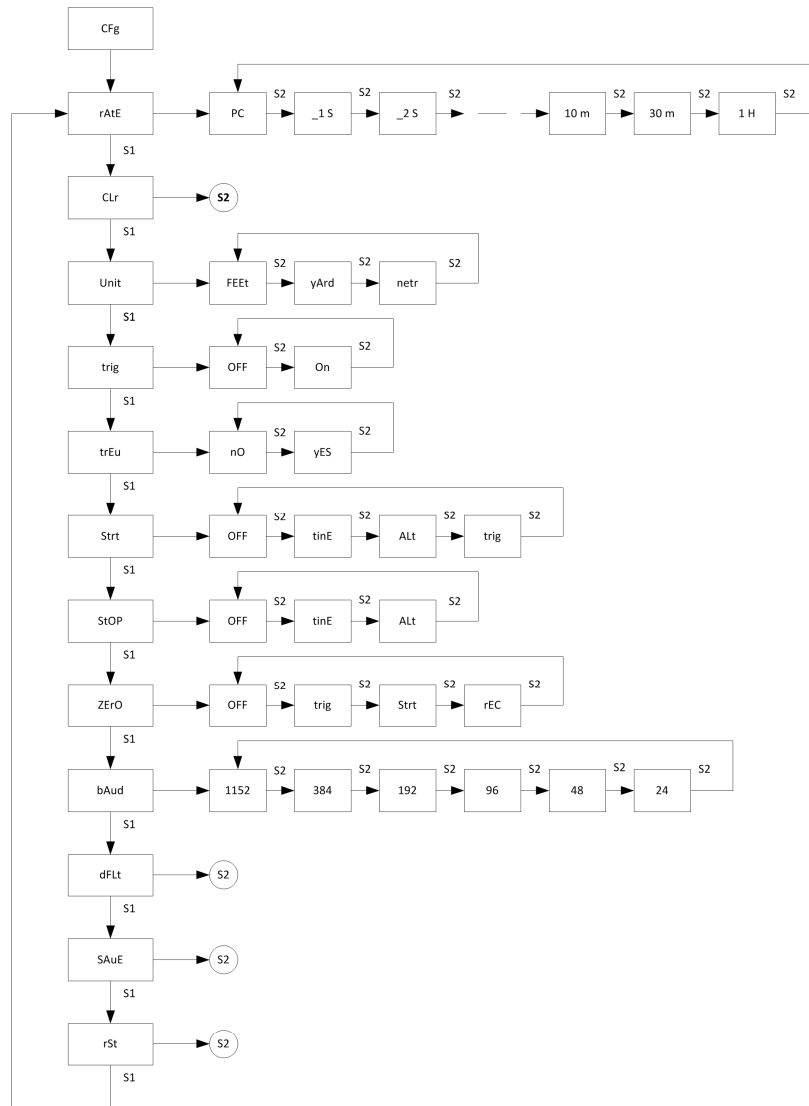 CFg
S2 S2 S2 S2 S2 S2
rAtE PC _1 S _2 S 10 m 30 m 1 H
S1
CLr S2
S1
S2 S2 S2
Unit FEEt yArd netr
S1
S2 S2
trig OFF On
S1
S2 S2
trEu nO yES
S1
S2 S2 S2 S2
Strt OFF tinE ALt trig
S1
S2 S2 S2
StOP OFF tinE ALt
S1
S2 S2 S2 S2
ZErO OFF trig Strt rEC
S1
S2 S2 S2 S2 S2 S2
bAud 1152 384 192 96 48 24
S1
dFLt S2
S1
SAuE S2
S1
rSt S2
S1